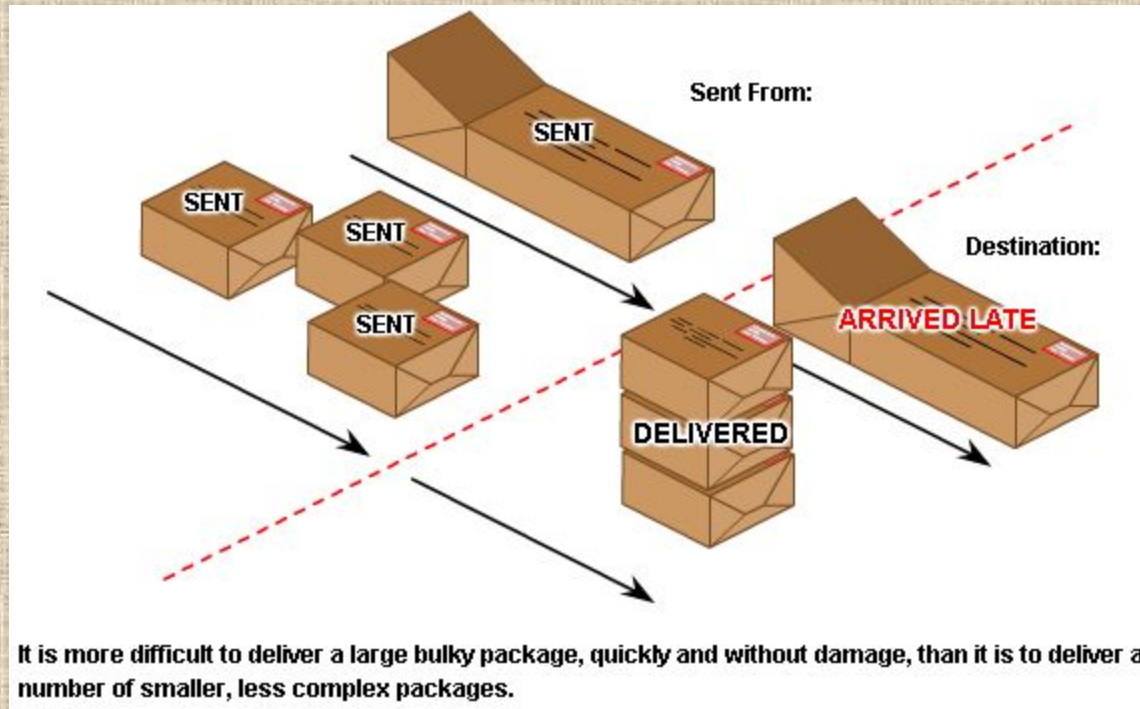 Sent From:
SENT
SENT
SENT
SENT
Destination:
ARRIVED LATE
DELIVERED
It is more difficult to deliver a large bulky package, quickly and without damage, than it is to deliver a
number of smaller, less complex packages.